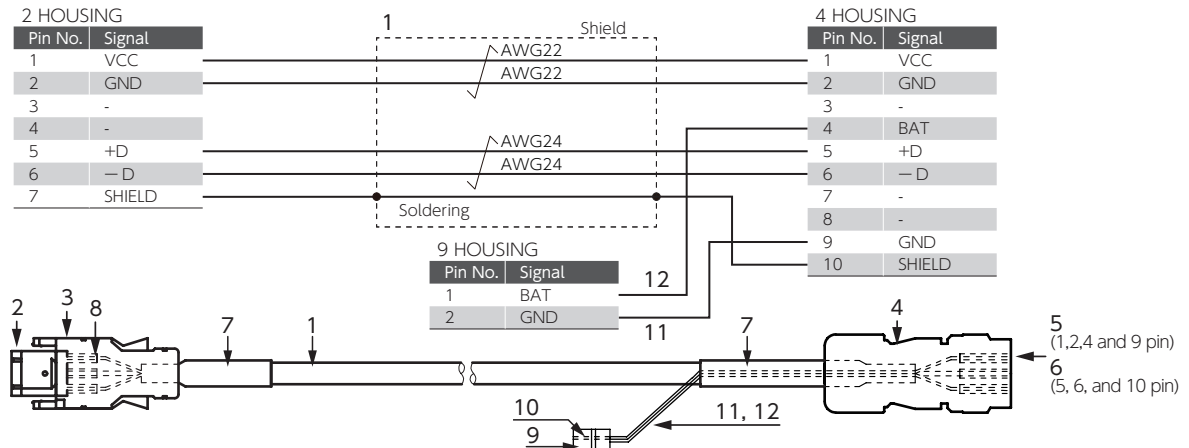 2 HOUSING
Pin No. Signal
1 VCC
2 GND
3 -
4 -
5 +D
6 －D
7 SHIELD
1
Shield
AWG22
AWG22
AWG24
AWG24
Soldering
4 HOUSING
Pin No. Signal
1 VCC
2 GND
3 -
4 BAT
5 +D
6 －D
7 -
8 -
9 GND
10 SHIELD
9 HOUSING
Pin No. Signal
1 BAT
2 GND
12
11
2
3
8
7
1
7
4
5
(1,2,4 and 9 pin)
6
(5, 6, and 10 pin)
10
9
11, 12